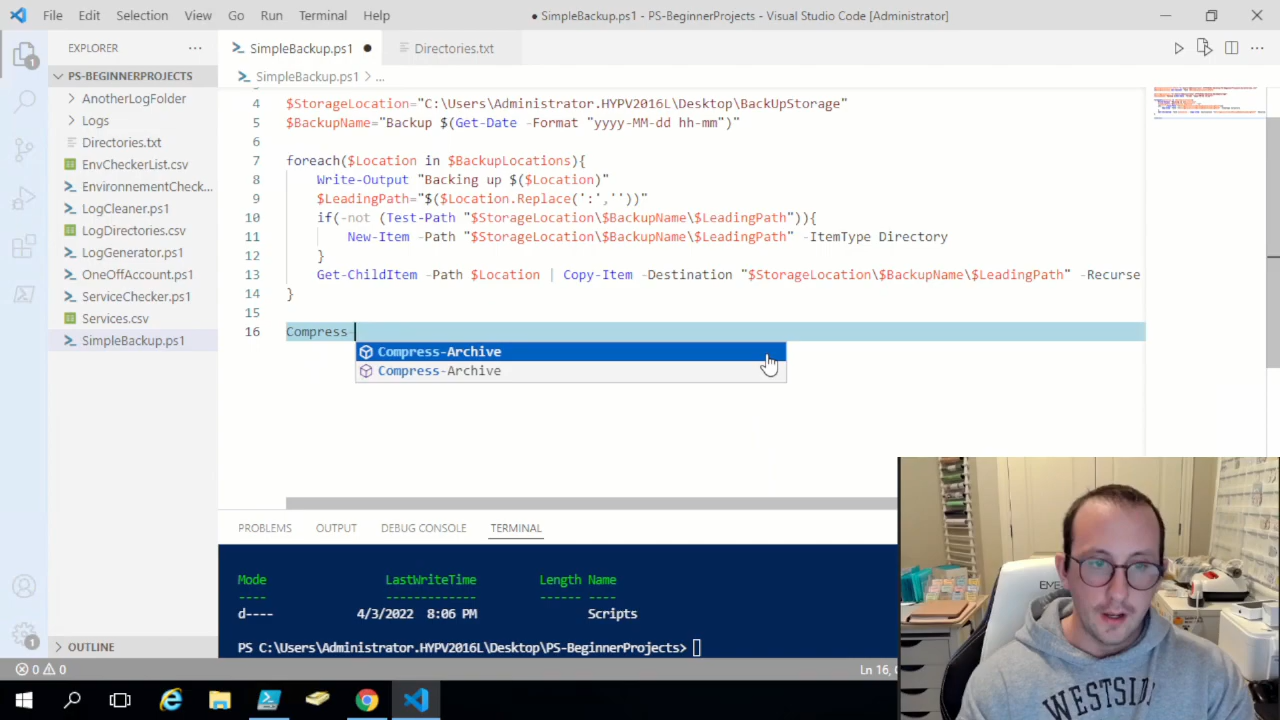 File Edit Selection View Go Run Terminal Help
● SimpleBackup.ps1 - PS-BeginnerProjects - Visual Studio Code [Administrator]
EXPLORER
SimpleBackup.ps1 ●
Directories.txt
PS-BEGINNERPROJECTS
SimpleBackup.ps1 > ...
AnotherLogFolder
Logs
Directories.txt
EnvCheckerList.csv
EnvironnementCheck...
LogCleaner.ps1
LogDirectories.csv
LogGenerator.ps1
OneOffAccount.ps1
ServiceChecker.ps1
Services.csv
SimpleBackup.ps1
OUTLINE
4 $StorageLocation="C:\Users\Administrator.HYPV2016L\Desktop\BackUpStorage"
5 $BackupName="Backup $(Get-Date -Format "yyyy-MM-dd hh-mm")"
6
7 foreach($Location in $BackupLocations){
8 Write-Output "Backing up $($Location)"
9 $LeadingPath="$($Location.Replace(':',''))"
10 if(-not (Test-Path "$StorageLocation\$BackupName\$LeadingPath")){
11 New-Item -Path "$StorageLocation\$BackupName\$LeadingPath" -ItemType Directory
12 }
13 Get-ChildItem -Path $Location | Copy-Item -Destination "$StorageLocation\$BackupName\$LeadingPath" -Recurse
14 }
15
16 Compress-
Compress-Archive
Compress-Archive
PROBLEMS OUTPUT DEBUG CONSOLE TERMINAL
Mode LastWriteTime Length Name
---- ------------- ------ ----
d---- 4/3/2022 8:06 PM Scripts
PS C:\Users\Administrator.HYPV2016L\Desktop\PS-BeginnerProjects>
0 0
Ln 16,
WESTSIDE